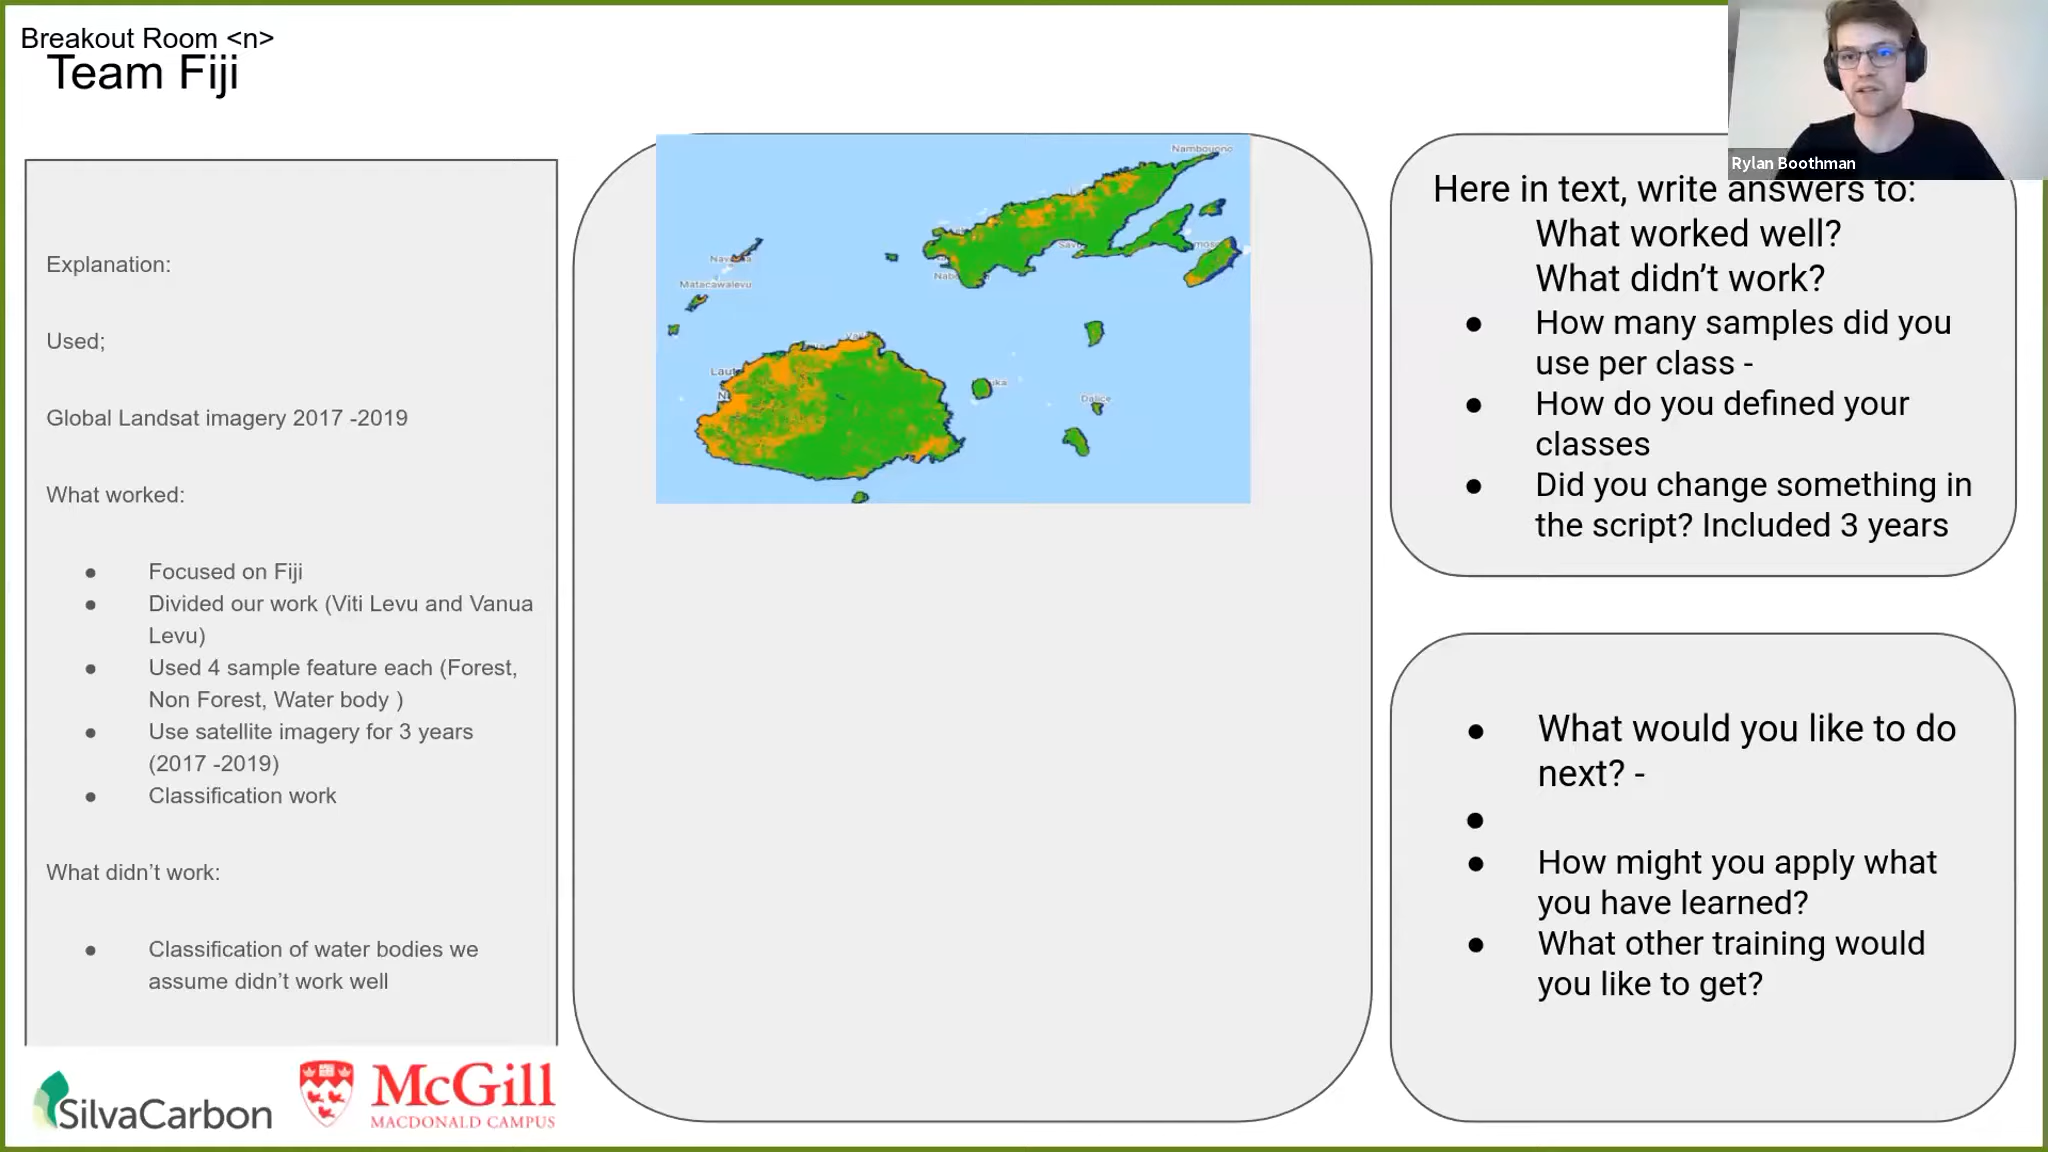 Breakout Room <n>
Team Fiji
Explanation:
Used;
Global Landsat imagery 2017 -2019
What worked:
● Focused on Fiji
● Divided our work (Viti Levu and Vanua
Levu)
● Used 4 sample feature each (Forest,
Non Forest, Water body )
● Use satellite imagery for 3 years
(2017 -2019)
● Classification work
What didn’t work:
● Classification of water bodies we
assume didn’t work well
SilvaCarbon
McGill
MACDONALD CAMPUS
Nambouono
Matacawalevu
Rylan Boothman
Here in text, write answers to:
What worked well?
What didn’t work?
● How many samples did you
use per class -
● How do you defined your
classes
● Did you change something in
the script? Included 3 years
● What would you like to do
next? -
●
● How might you apply what
you have learned?
● What other training would
you like to get?